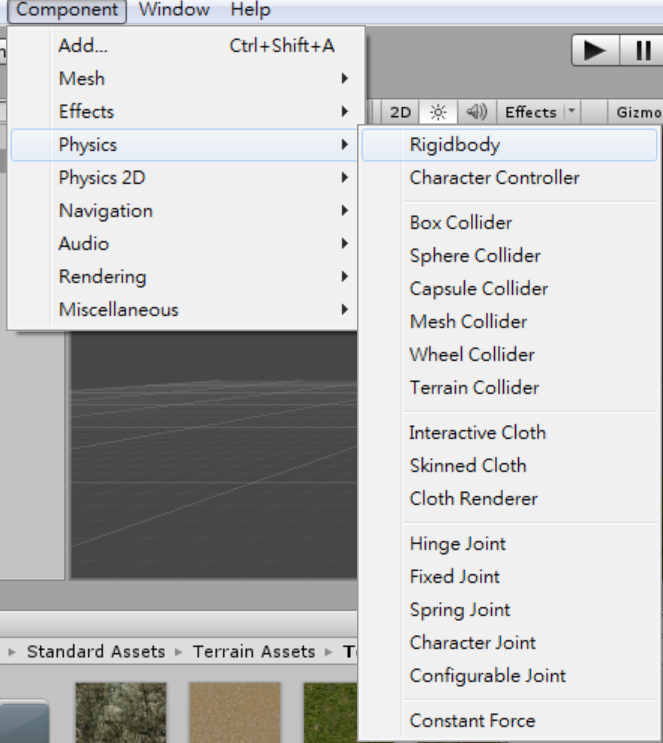 Component Window Help
Add... Ctrl+Shift+A
Mesh
Effects
Physics
Physics 2D
Navigation
Audio
Rendering
Miscellaneous
2D Effects Gizmo
Rigidbody
Character Controller
Box Collider
Sphere Collider
Capsule Collider
Mesh Collider
Wheel Collider
Terrain Collider
Interactive Cloth
Skinned Cloth
Cloth Renderer
Hinge Joint
Fixed Joint
Spring Joint
Character Joint
Configurable Joint
Constant Force
Standard Assets Terrain Assets